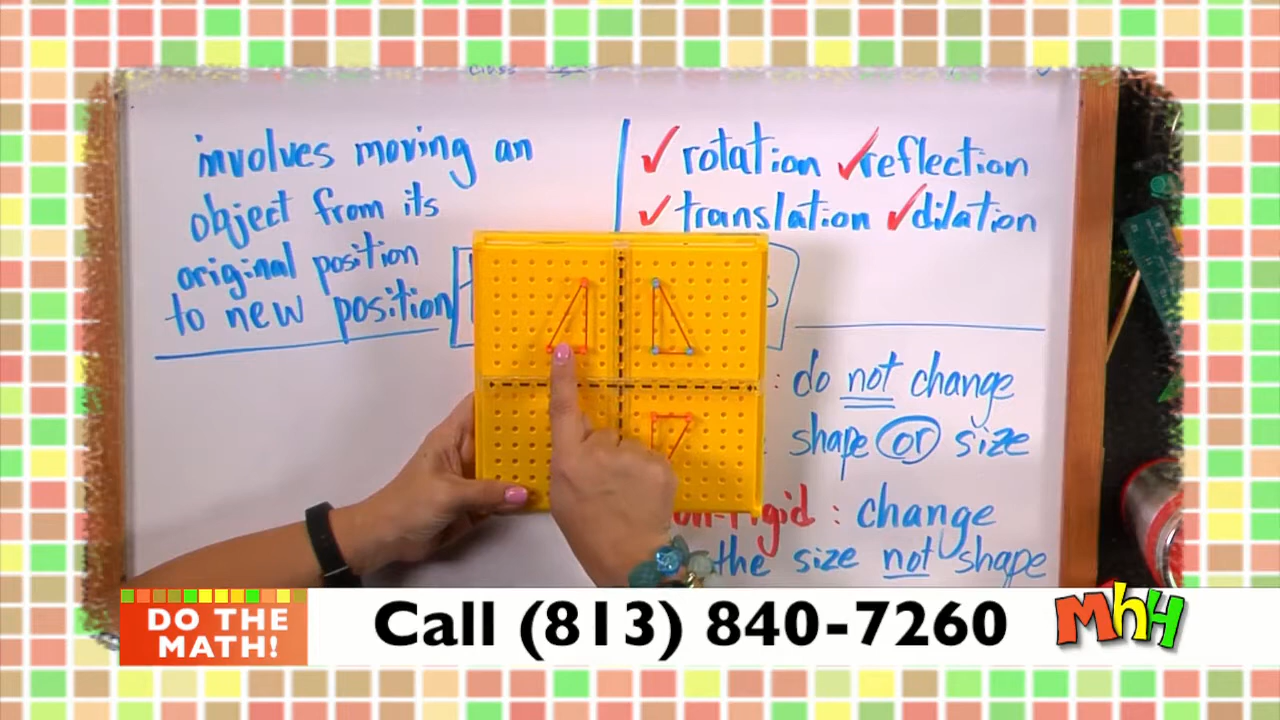 involves moving an
object from its
original position
to new position
✓ rotation ✓ reflection
✓ translation ✓ dilation
: do not change
shape or size
: change
the size not shape
DO THE
MATH!
Call (813) 840-7260
Mh4